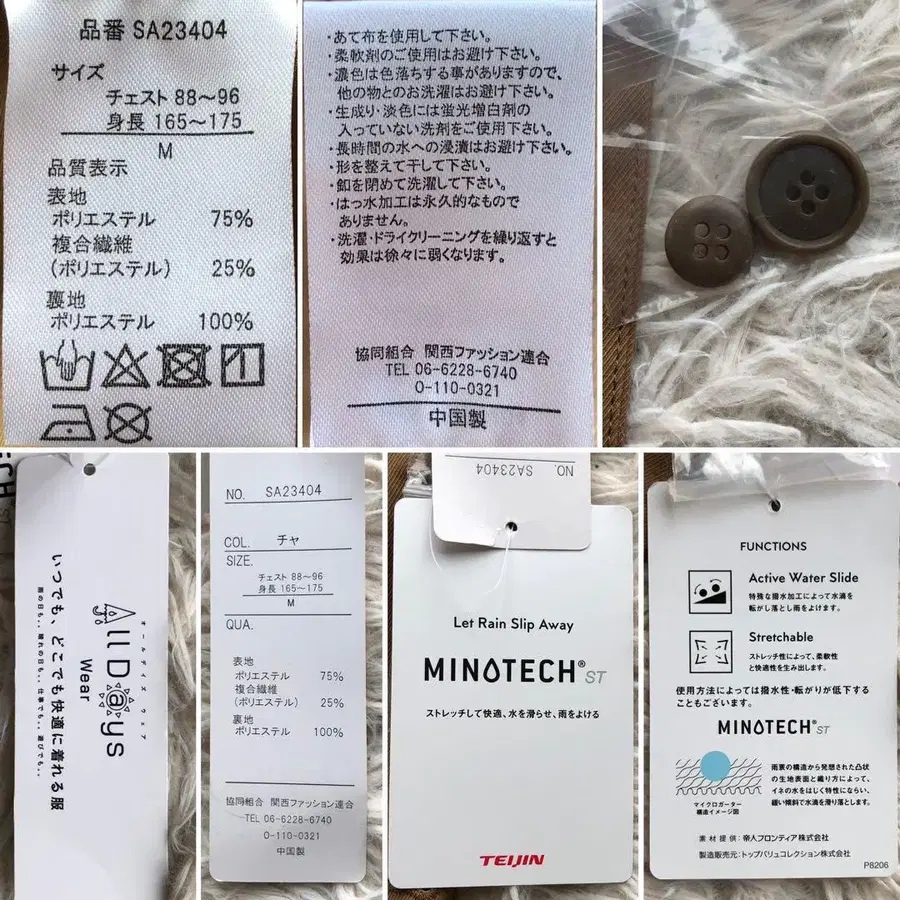 品番 SA23404
サイズ
チェスト 88～96
身長 165～175
M
品質表示
表地
ポリエステル 75%
複合繊維
(ポリエステル) 25%
裏地
ポリエステル 100%
・あて布を使用して下さい。
・柔軟剤のご使用はお避け下さい。
・濃色は色落ちする事がありますので、
他の物とのお洗濯はお避け下さい。
・生成り・淡色には蛍光増白剤の
入っていない洗剤をご使用下さい。
・長時間の水への浸漬はお避け下さい。
・形を整えて干して下さい。
・釦を閉めて洗濯して下さい。
・はっ水加工は永久的なもので
ありません。
・洗濯・ドライクリーニングを繰り返すと
効果は徐々に弱くなります。
協同組合 関西ファッション連合
TEL 06-6228-6740
O-110-0321
中国製
All D@ys
Wear
オールデイズ ウェア
いつでも、どこでも快適に着れる服
雨の日も、晴れの日も、仕事でも、遊びでも、
NO. SA23404
COL. チャ
SIZE.
チェスト 88～96
身長 165～175
M
QUA.
表地
ポリエステル 75%
複合繊維
(ポリエステル) 25%
裏地
ポリエステル 100%
協同組合 関西ファッション連合
TEL 06-6228-6740
O-110-0321
中国製
NO. SA23404
Let Rain Slip Away
MINOTECH® ST
ストレッチして快適、水を滑らせ、雨をよける
TEIJIN
FUNCTIONS
Active Water Slide
特殊な撥水加工によって水滴を
転がし落とし雨をよけます。
Stretchable
ストレッチ性によって、柔軟性
と快適性を生み出します。
使用方法によっては撥水性・転がりが低下する
こともございます。
MINOTECH® ST
マイクロガーター
構造イメージ図
雨蓑の構造から発想された凸状
の生地表面と織り方によって、
イネの水をはじく特性にならい、
緩い傾斜で水滴を滑り落とします。
素材提供：帝人フロンティア株式会社
製造販売元：トップバリュコレクション株式会社
P8206